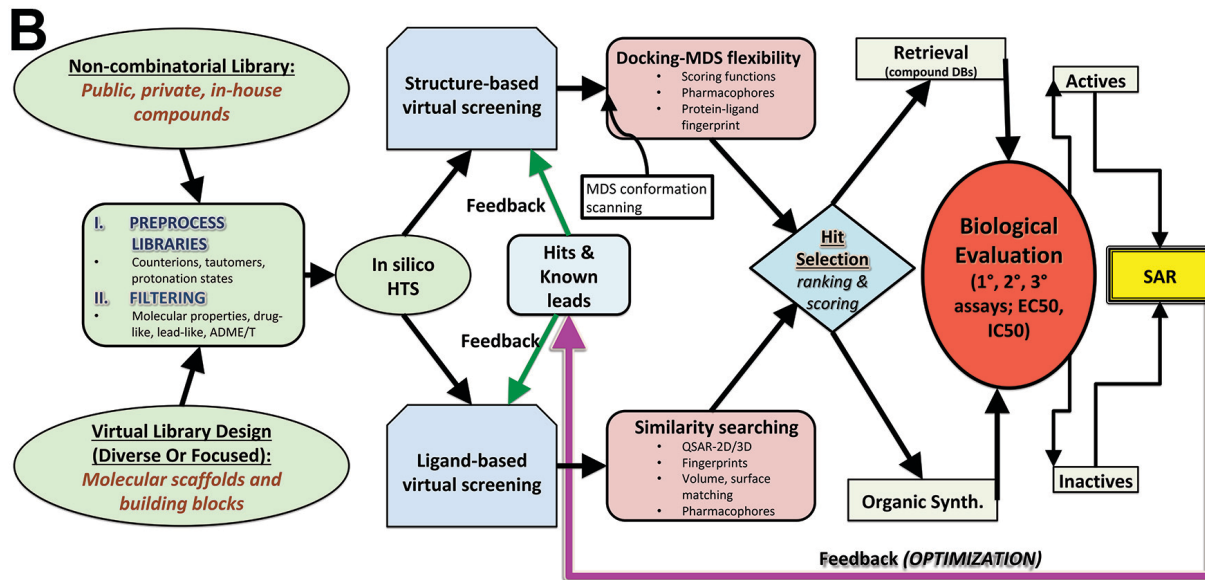 B
Non-combinatorial Library:
Public, private, in-house
compounds
I. PREPROCESS
LIBRARIES
• Counterions, tautomers,
protonation states
II. FILTERING
• Molecular properties, drug-
like, lead-like, ADME/T
Virtual Library Design
(Diverse Or Focused):
Molecular scaffolds and
building blocks
In silico
HTS
Structure-based
virtual screening
Feedback
Hits &
Known
leads
Feedback
Ligand-based
virtual screening
Docking-MDS flexibility
• Scoring functions
• Pharmacophores
• Protein-ligand
fingerprint
MDS conformation
scanning
Similarity searching
• QSAR-2D/3D
• Fingerprints
• Volume, surface
matching
• Pharmacophores
Hit
Selection
ranking &
scoring
Retrieval
(compound DBs)
Organic Synth.
Biological
Evaluation
(1°, 2°, 3°
assays; EC50,
IC50)
Actives
SAR
Inactives
Feedback (OPTIMIZATION)